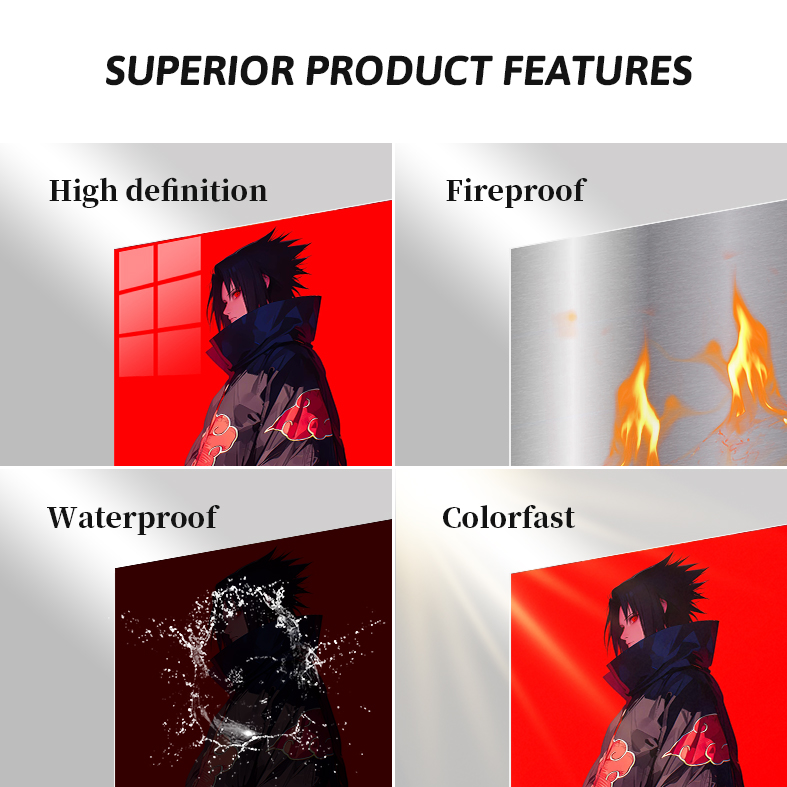 SUPERIOR PRODUCT FEATURES
High definition
Fireproof
Waterproof
Colorfast